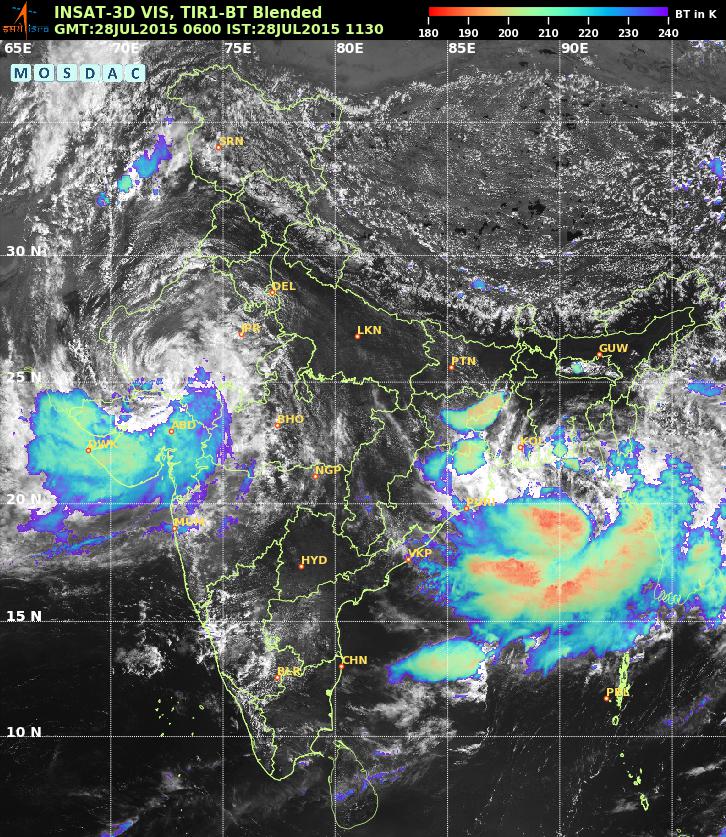 INSAT-3D VIS, TIR1-BT Blended
GMT:28JUL2015 0600 IST:28JUL2015 1130
BT in K
180 190 200 210 220 230 240
65E 70E 75E 80E 85E 90E
MOSDAC
SRN
30 N
DEL
JPR
LKN
GUW
PTN
25 N
ABD
BHO
DWK
KOL
NGP
20 N
MUM
VKP
HYD
15 N
CHN
BLR
PBL
10 N